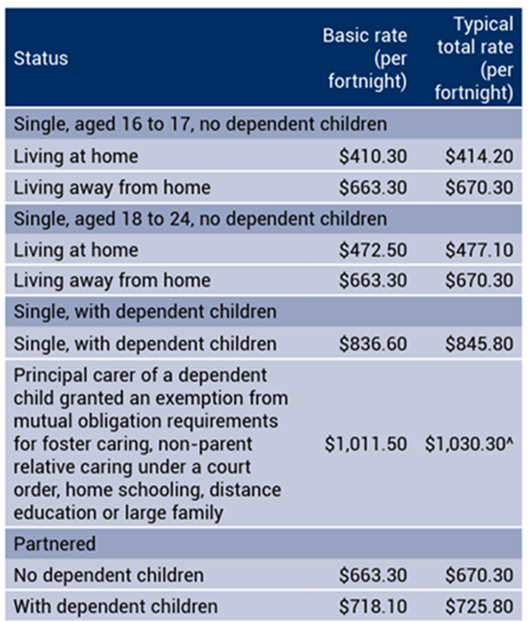 Status Basic rate (per fortnight) Typical total rate (per fortnight)
Single, aged 16 to 17, no dependent children
Living at home $410.30 $414.20
Living away from home $663.30 $670.30
Single, aged 18 to 24, no dependent children
Living at home $472.50 $477.10
Living away from home $663.30 $670.30
Single, with dependent children
Single, with dependent children $836.60 $845.80
Principal carer of a dependent
child granted an exemption from
mutual obligation requirements
for foster caring, non-parent $1,011.50 $1,030.30^
relative caring under a court
order, home schooling, distance
education or large family
Partnered
No dependent children $663.30 $670.30
With dependent children $718.10 $725.80